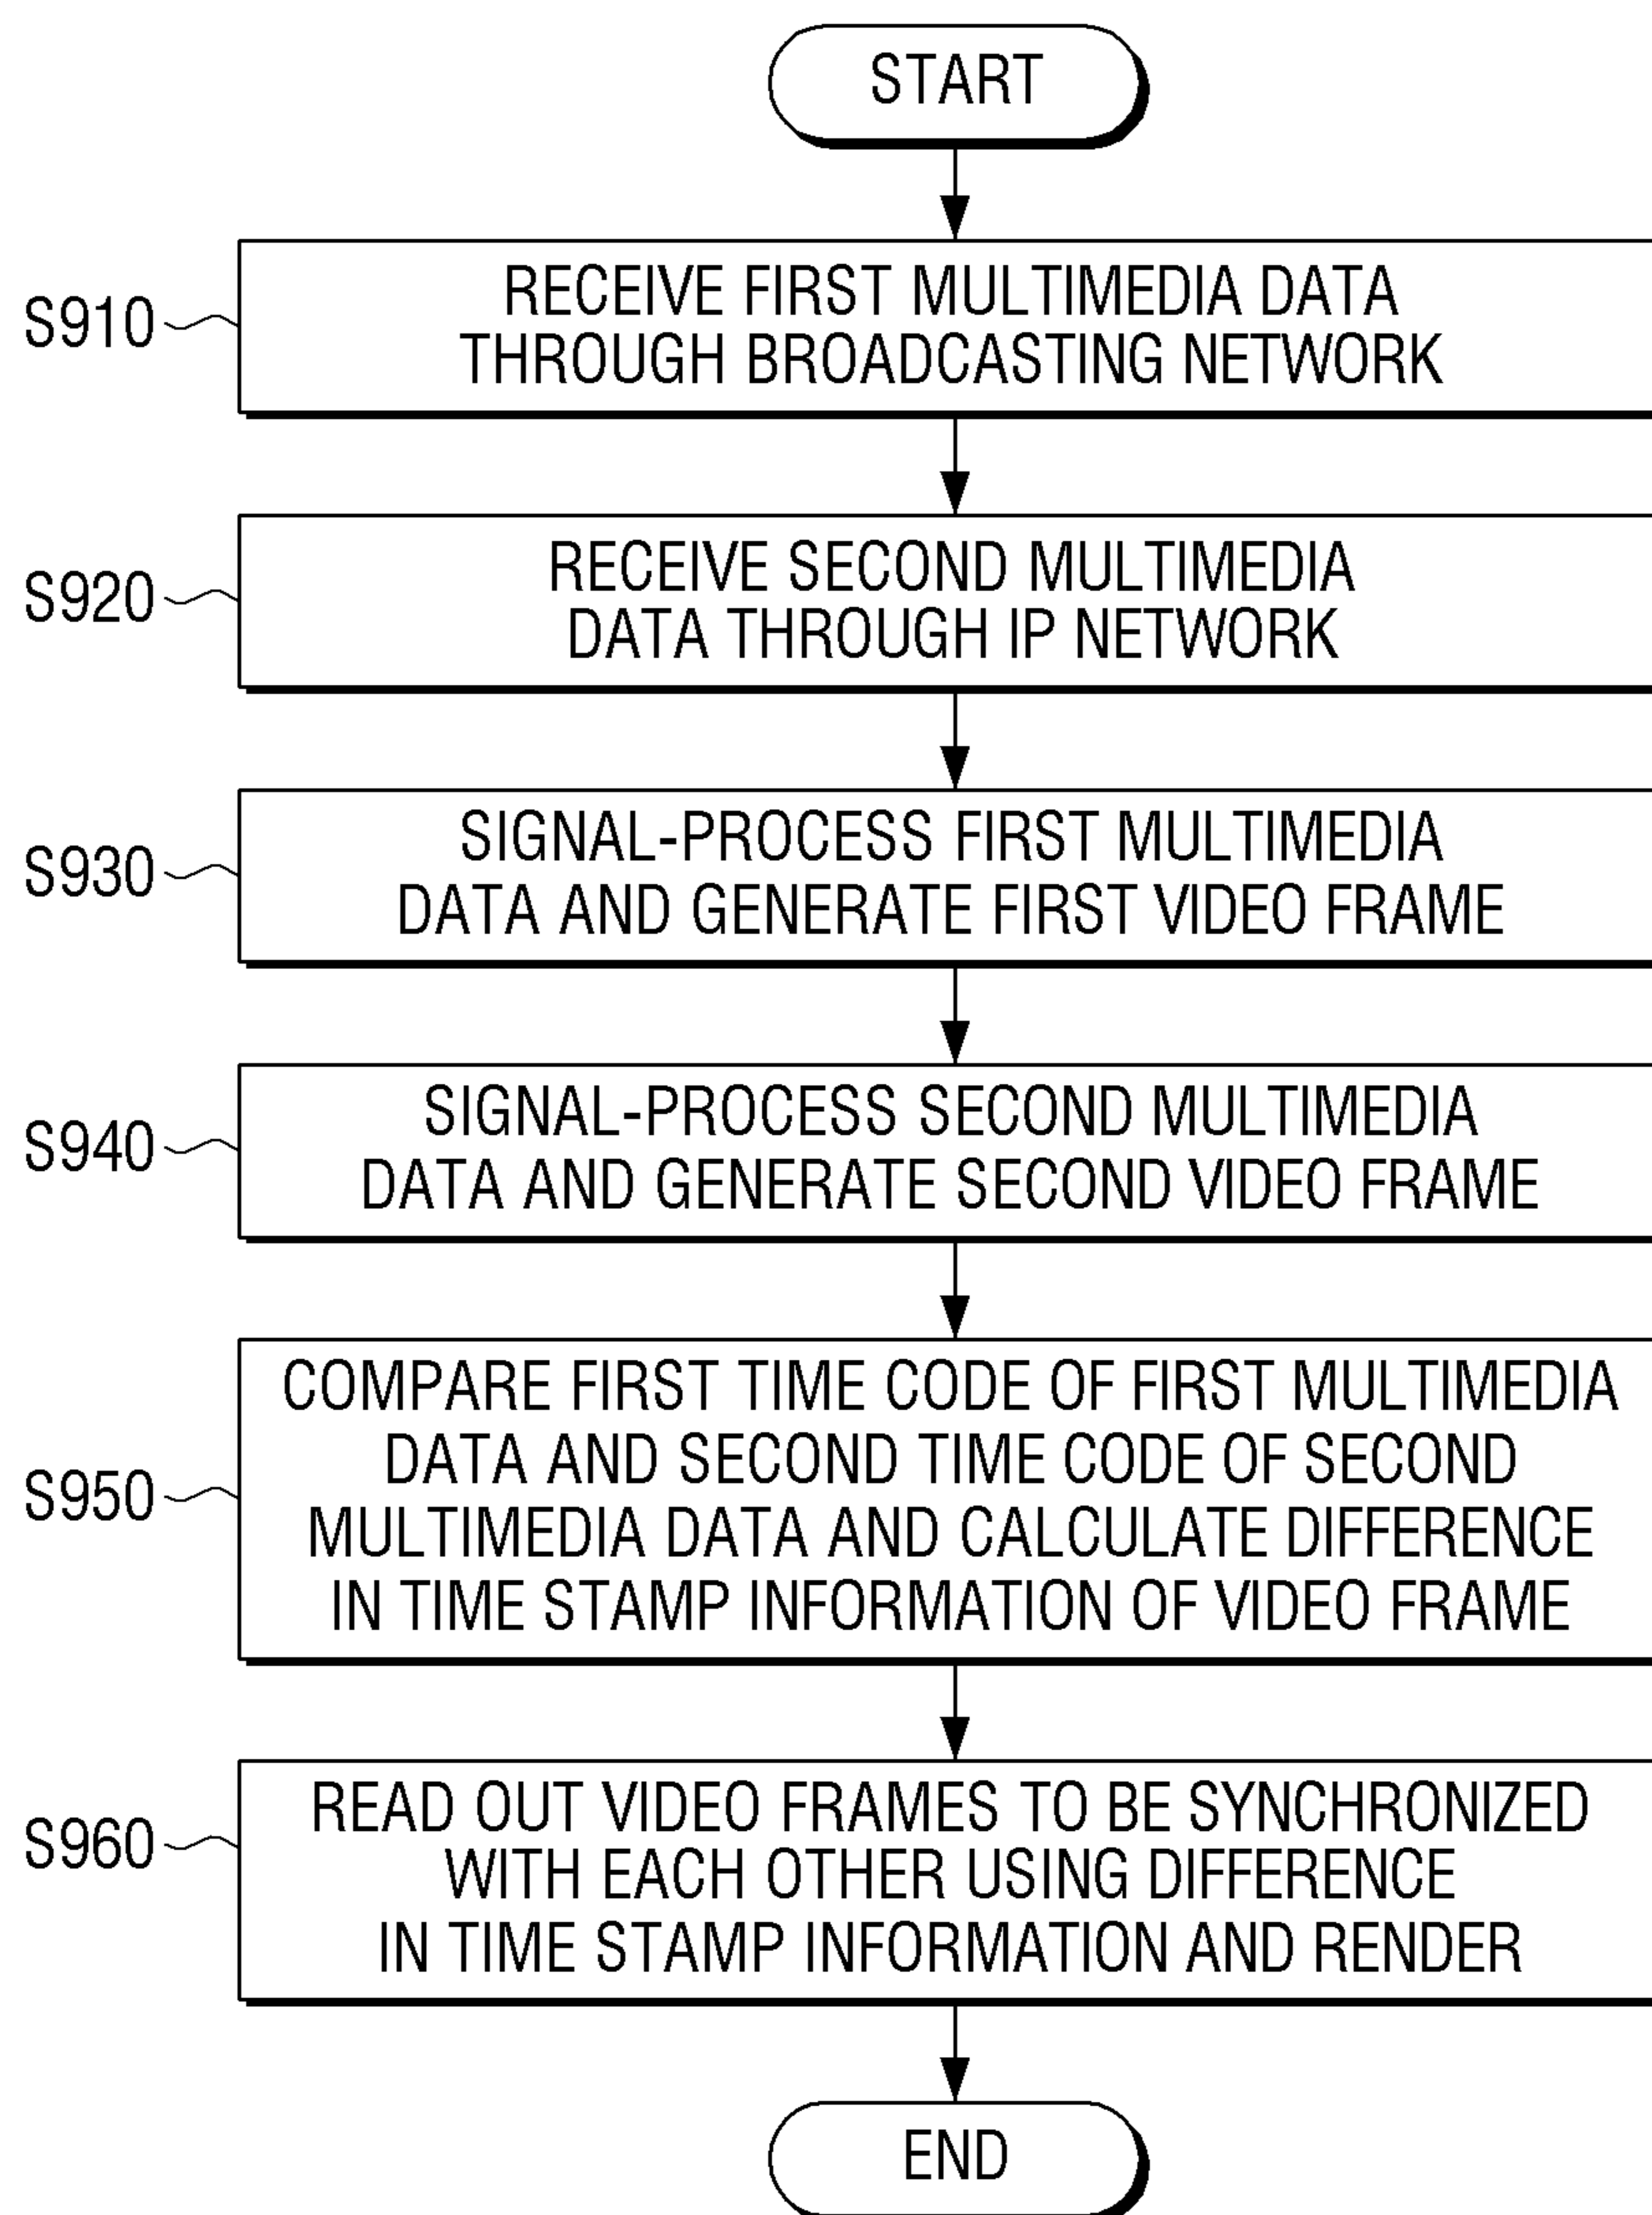 START
S910
RECEIVE FIRST MULTIMEDIA DATA
THROUGH BROADCASTING NETWORK
S920
RECEIVE SECOND MULTIMEDIA
DATA THROUGH IP NETWORK
S930
SIGNAL-PROCESS FIRST MULTIMEDIA
DATA AND GENERATE FIRST VIDEO FRAME
S940
SIGNAL-PROCESS SECOND MULTIMEDIA
DATA AND GENERATE SECOND VIDEO FRAME
S950
COMPARE FIRST TIME CODE OF FIRST MULTIMEDIA
DATA AND SECOND TIME CODE OF SECOND
MULTIMEDIA DATA AND CALCULATE DIFFERENCE
IN TIME STAMP INFORMATION OF VIDEO FRAME
S960
READ OUT VIDEO FRAMES TO BE SYNCHRONIZED
WITH EACH OTHER USING DIFFERENCE
IN TIME STAMP INFORMATION AND RENDER
END